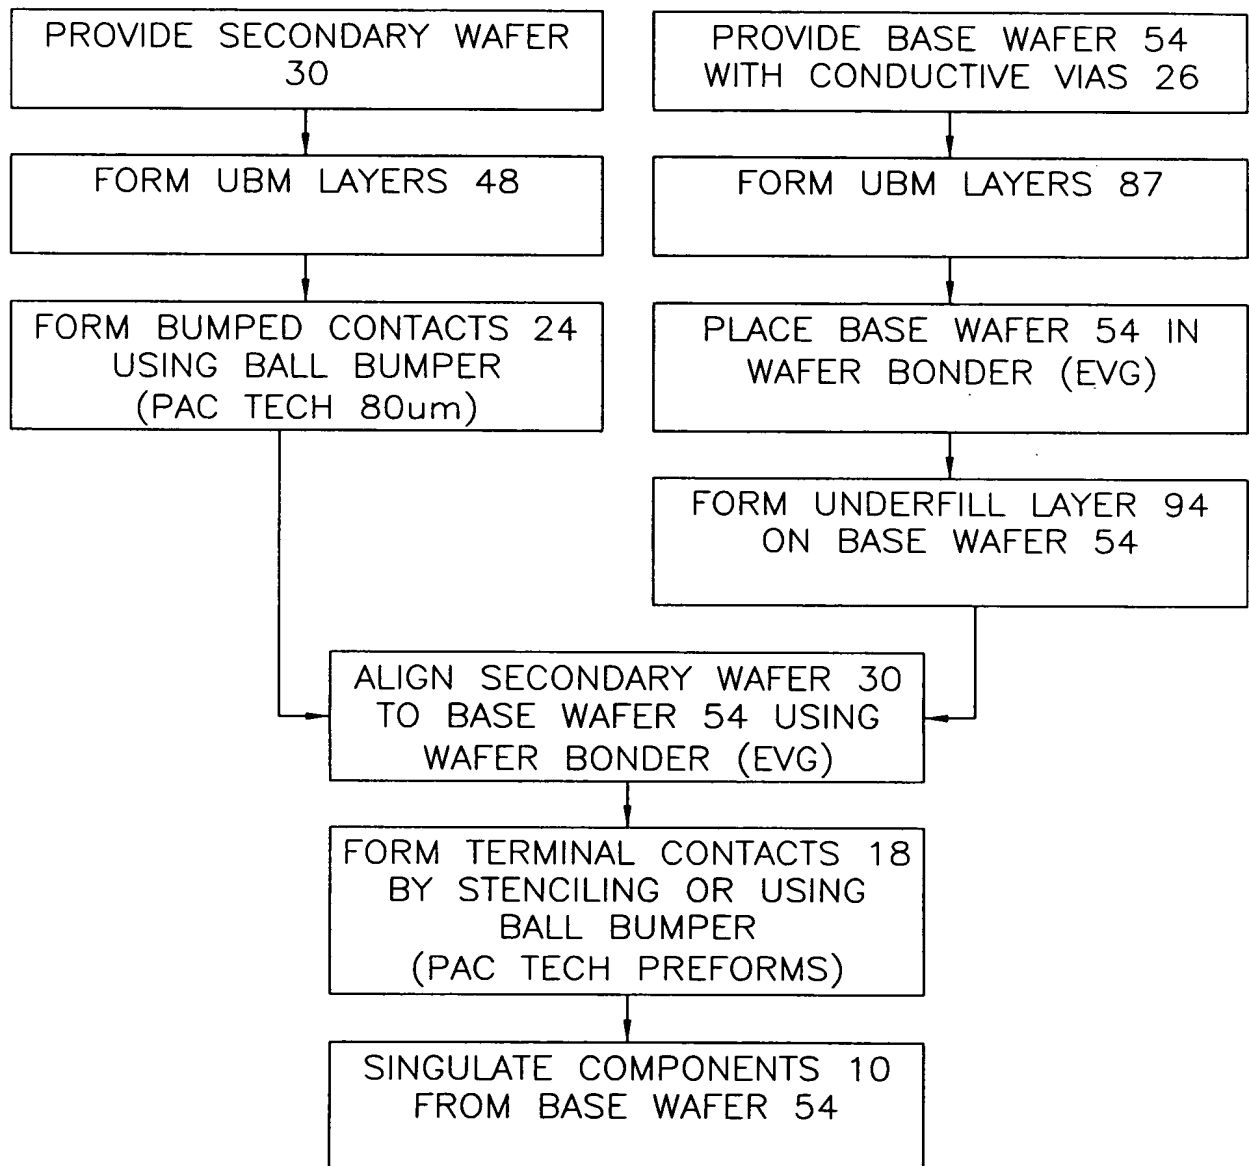 PROVIDE SECONDARY WAFER
30
FORM UBM LAYERS 48
FORM BUMPED CONTACTS 24
USING BALL BUMPER
(PAC TECH 80um)
PROVIDE BASE WAFER 54
WITH CONDUCTIVE VIAS 26
FORM UBM LAYERS 87
PLACE BASE WAFER 54 IN
WAFER BONDER (EVG)
FORM UNDERFILL LAYER 94
ON BASE WAFER 54
ALIGN SECONDARY WAFER 30
TO BASE WAFER 54 USING
WAFER BONDER (EVG)
FORM TERMINAL CONTACTS 18
BY STENCILING OR USING
BALL BUMPER
(PAC TECH PREFORMS)
SINGULATE COMPONENTS 10
FROM BASE WAFER 54